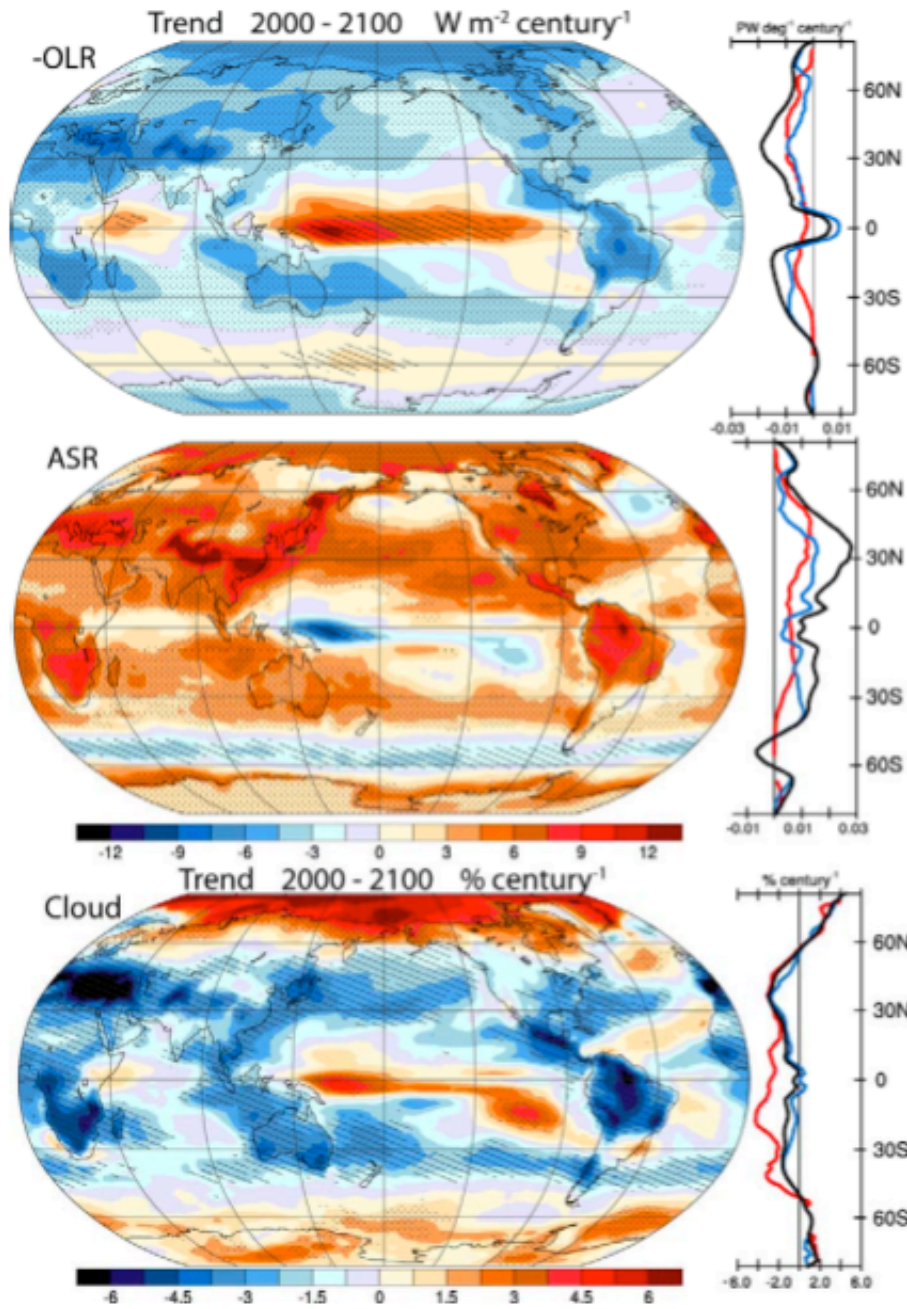 Trend 2000 - 2100 W m⁻² century⁻¹
PW deg⁻¹ century⁻¹
-OLR
60N
30N
0
30S
60S
-0.03 -0.01 0.01
ASR
60N
30N
0
30S
60S
-0.01 0.01 0.03
-12 -9 -6 -3 0 3 6 9 12
Trend 2000 - 2100 % century⁻¹
% century⁻¹
Cloud
60N
30N
0
30S
60S
-6.0 -2.0 2.0 6.0
-6 -4.5 -3 -1.5 0 1.5 3 4.5 6